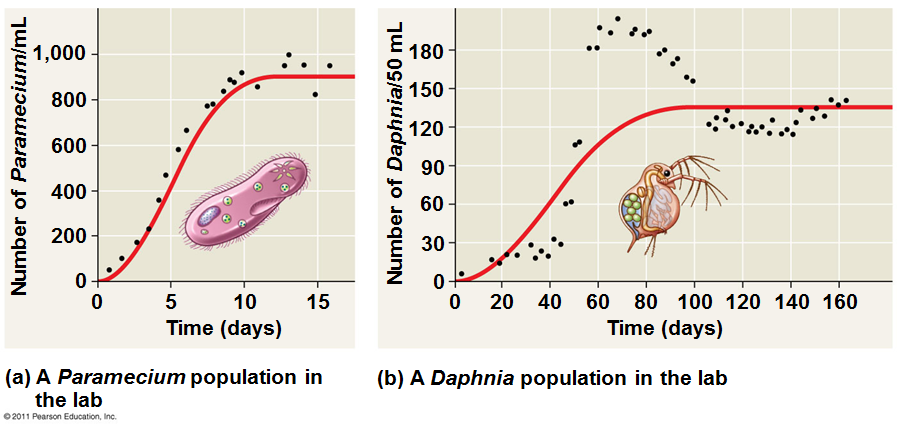 Number of Paramecium/mL
1,000
800
600
400
200
0
0 5 10 15
Time (days)
(a) A Paramecium population in
the lab
Number of Daphnia/50 mL
180
150
120
90
60
30
0
0 20 40 60 80 100 120 140 160
Time (days)
(b) A Daphnia population in the lab
© 2011 Pearson Education, Inc.